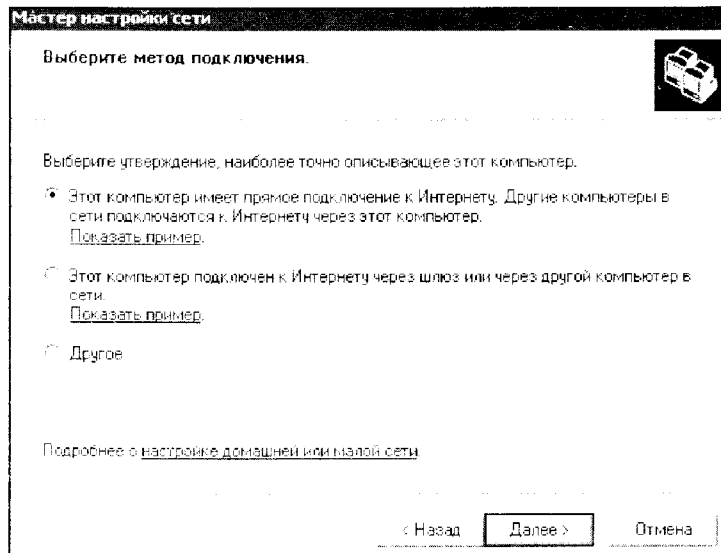 Мастер настройки сети
Выберите метод подключения.
Выберите утверждение, наиболее точно описывающее этот компьютер.
Этот компьютер имеет прямое подключение к Интернету. Другие компьютеры в
сети подключаются к Интернету через этот компьютер.
Показать пример.
Этот компьютер подключен к Интернету через шлюз или через другой компьютер в
сети.
Показать пример.
Другое
Подробнее о настройке домашней или малой сети.
< Назад
Далее >
Отмена